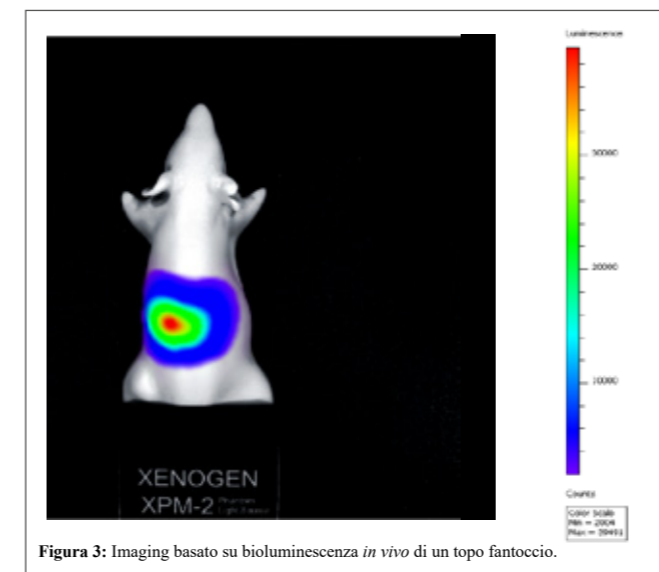 Luminescence
30000
20000
10000
Counts
Color Scale
Min = 2004
Max = 39491
XENOGEN
XPM-2
Figura 3: Imaging basato su bioluminescenza in vivo di un topo fantoccio.